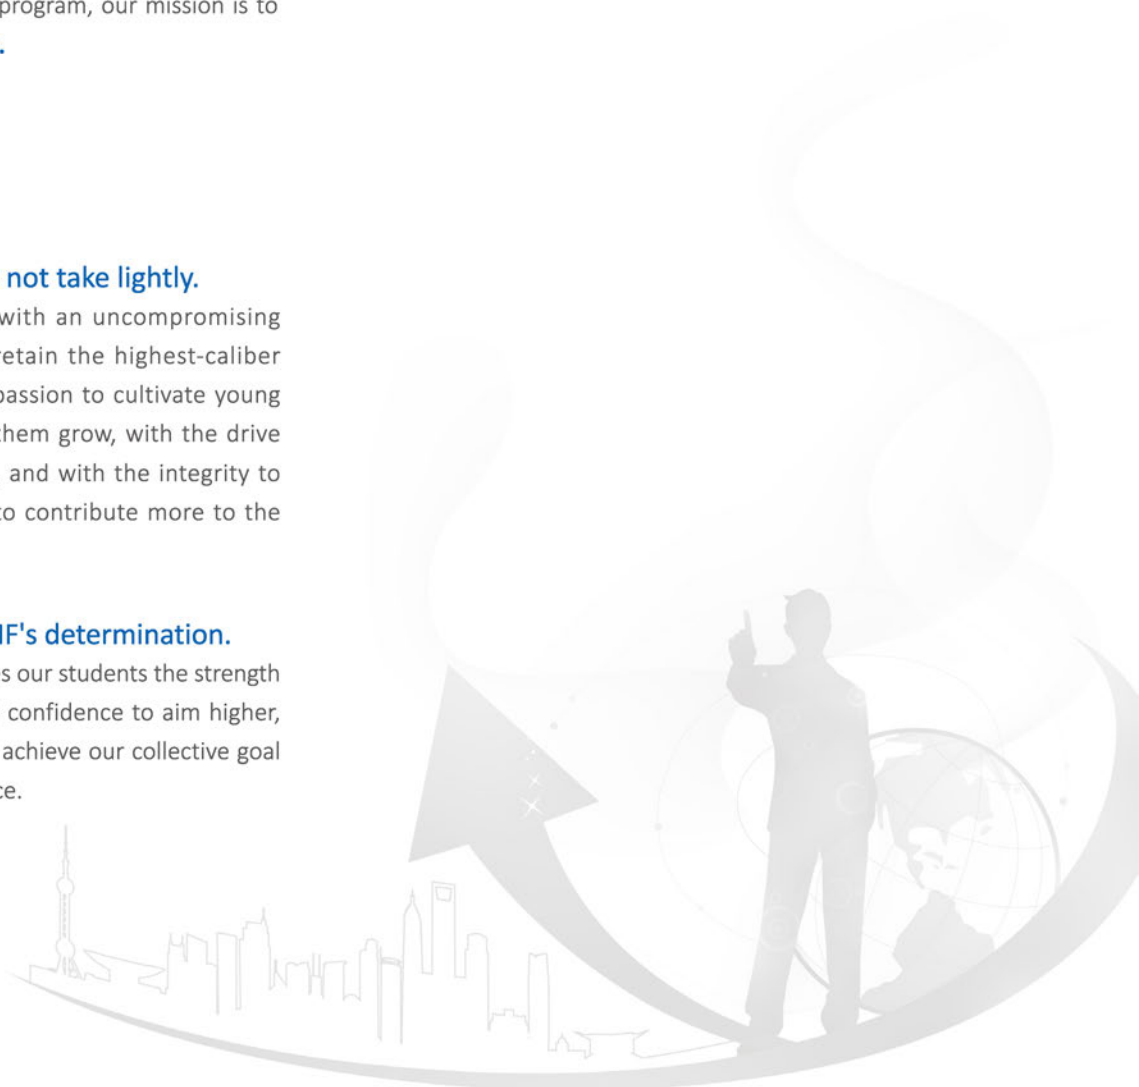 program, our mission is to
.
not take lightly.
with an uncompromising
retain the highest-caliber
passion to cultivate young
them grow, with the drive
and with the integrity to
to contribute more to the
IF's determination.
s our students the strength
confidence to aim higher,
achieve our collective goal
ce.